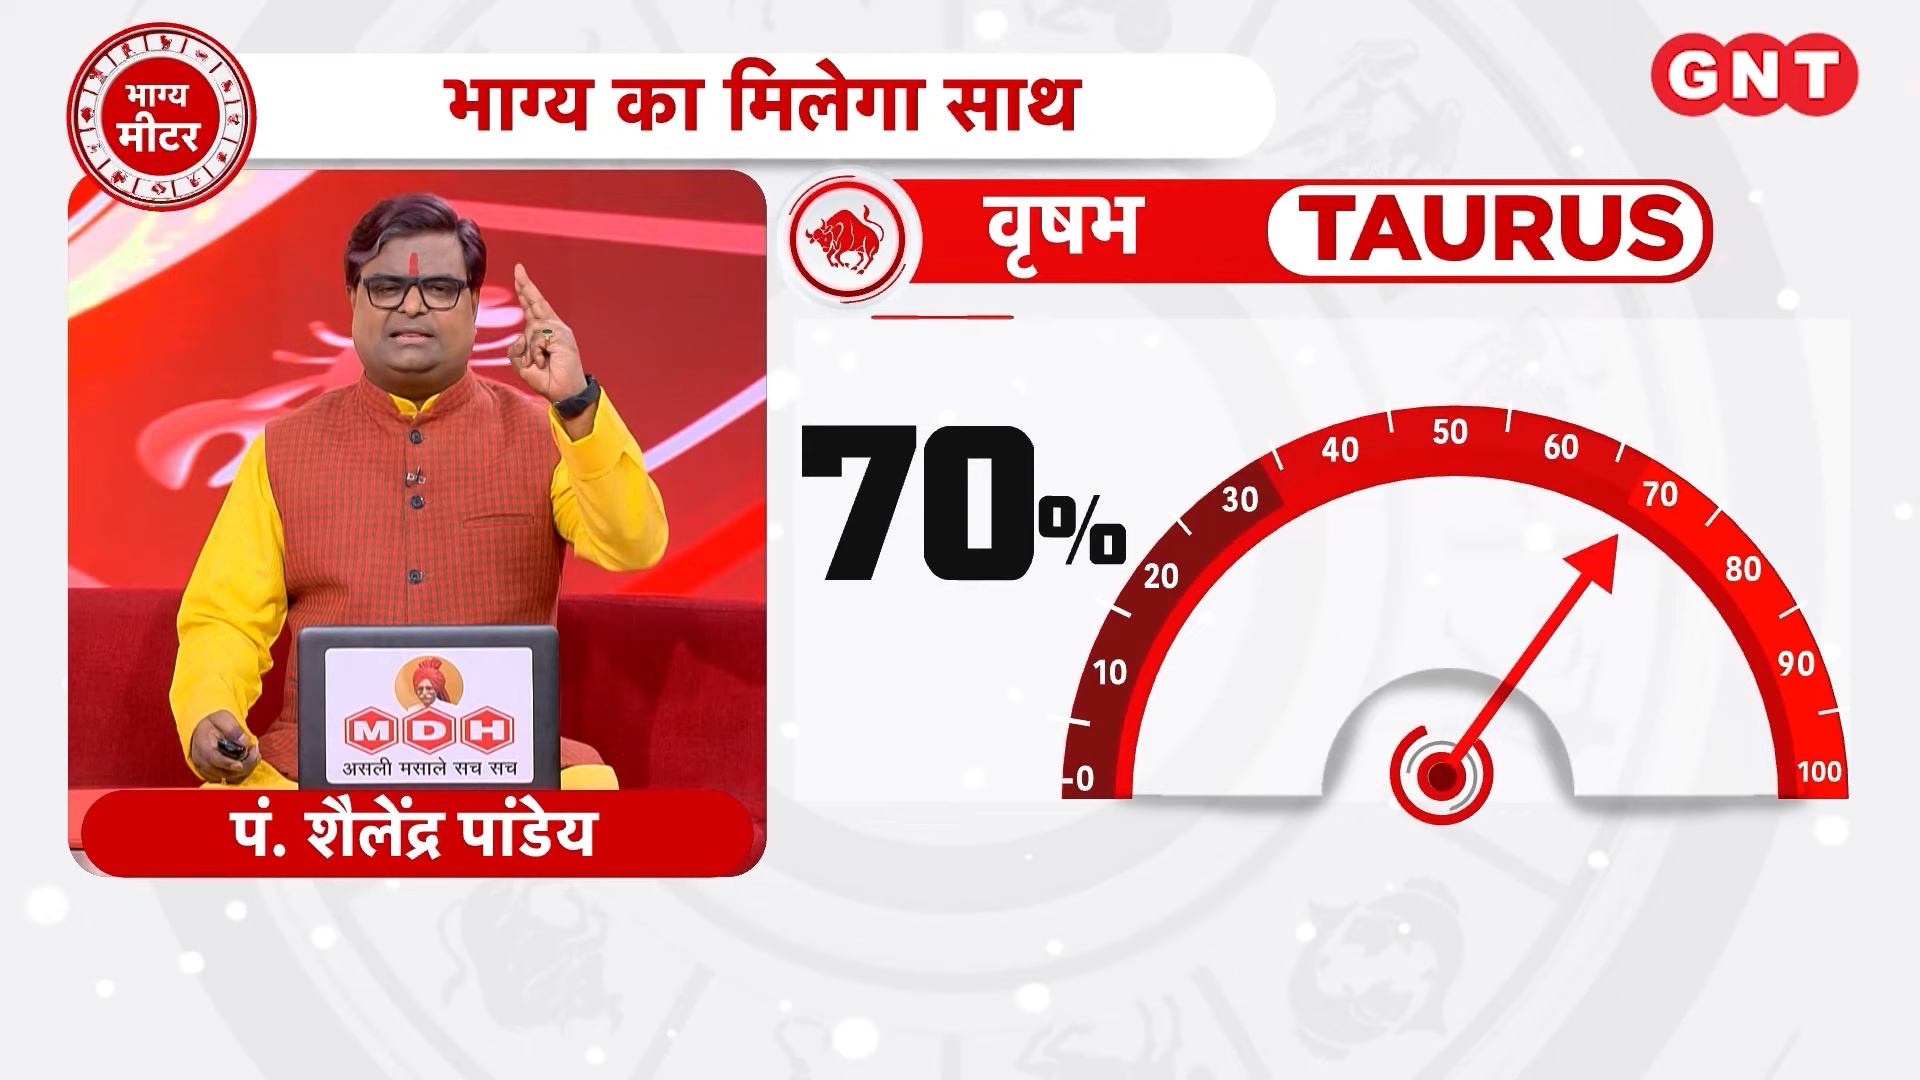 भाग्य
मीटर
भाग्य का मिलेगा साथ
GNT
वृषभ
TAURUS
70%
-0
10
20
30
40
50
60
70
80
90
100
MDH
असली मसाले सच सच
पं. शैलेंद्र पांडेय